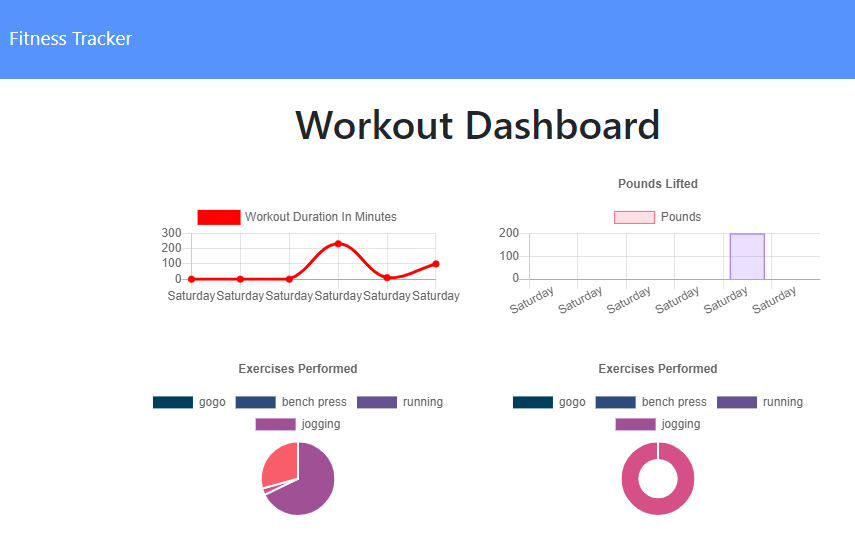 Fitness Tracker
Workout Dashboard
Workout Duration In Minutes
300
200
100
0
Saturday Saturday Saturday Saturday Saturday Saturday
Pounds Lifted
Pounds
200
100
0
Saturday Saturday Saturday Saturday Saturday Saturday
Exercises Performed
gogo bench press running
jogging
Exercises Performed
gogo bench press running
jogging